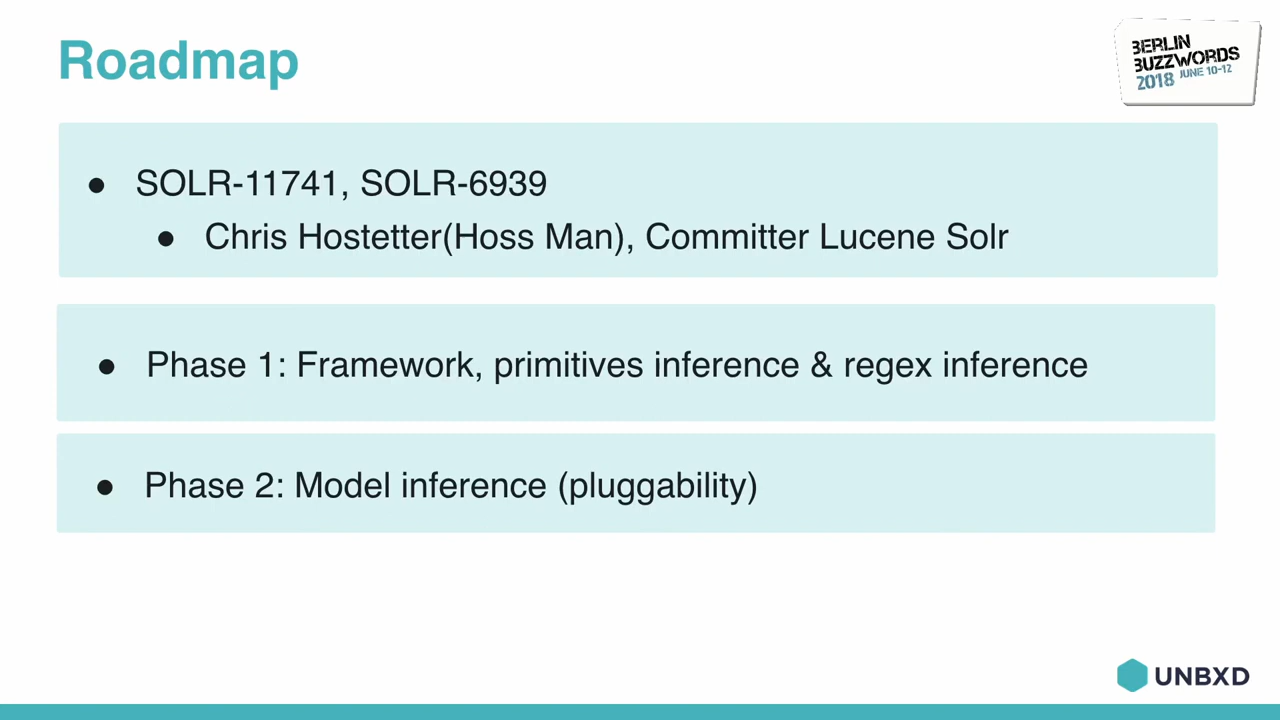 Roadmap
BERLIN
BUZZWORDS
2018 JUNE 10-12
● SOLR-11741, SOLR-6939
● Chris Hostetter(Hoss Man), Committer Lucene Solr
● Phase 1: Framework, primitives inference & regex inference
● Phase 2: Model inference (pluggability)
UNBXD